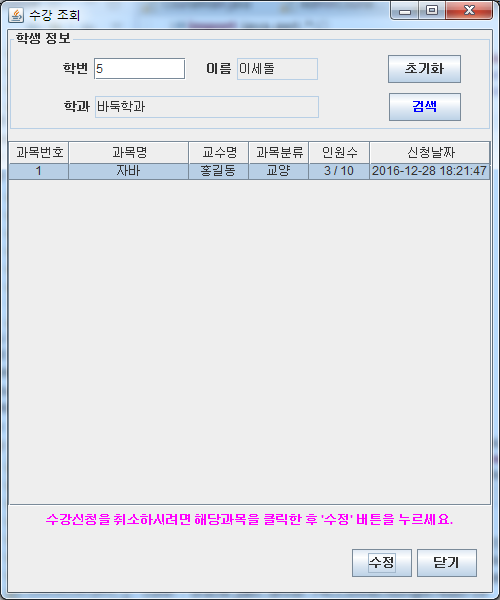 수강 조회
학생 정보
학번 5 이름 이세돌 초기화
학과 바둑학과 검색
과목번호 과목명 교수명 과목분류 인원수 신청날짜
1 자바 홍길동 교양 3 / 10 2016-12-28 18:21:47
수강신청을 취소하시려면 해당과목을 클릭한 후 '수정' 버튼을 누르세요.
수정 닫기